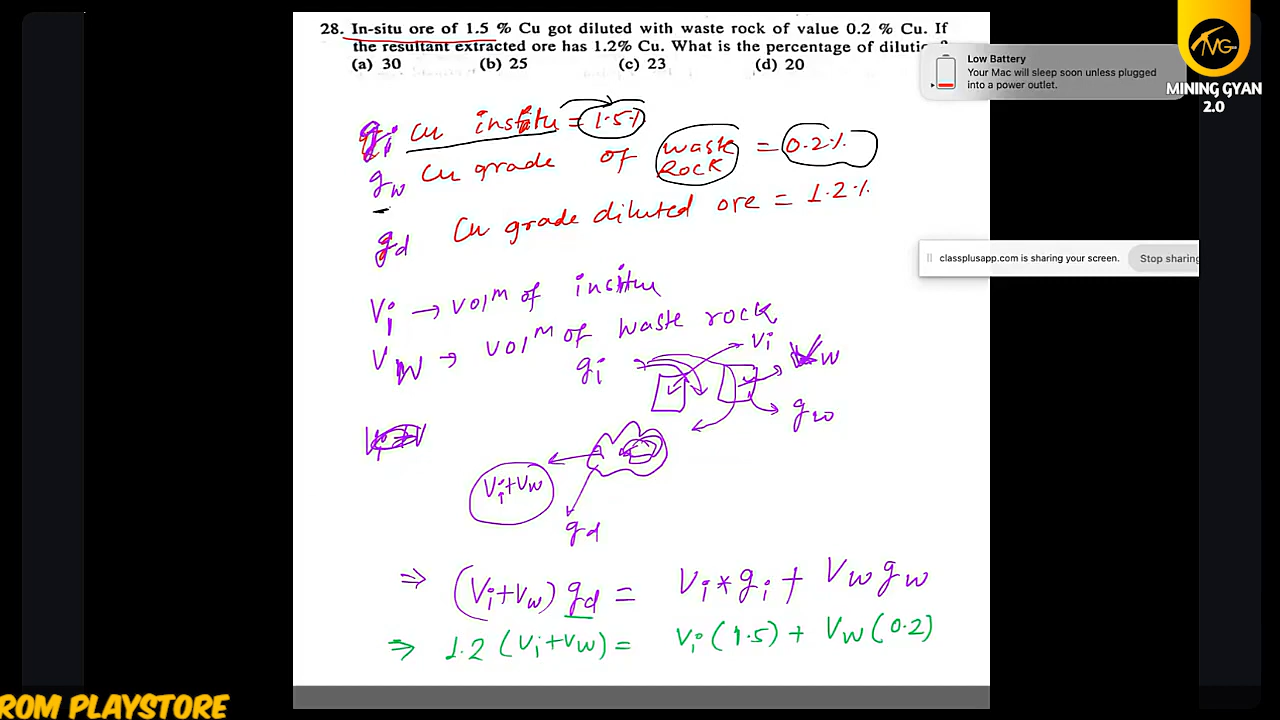 28. In-situ ore of 1.5 % Cu got diluted with waste rock of value 0.2 % Cu. If
the resultant extracted ore has 1.2% Cu. What is the percentage of
(a) 30 (b) 25 (c) 23 (d) 20
Low Battery
Your Mac will sleep soon unless plugged
into a power outlet.
TMG
MINING GYAN
2.0
gi Cu insitu = 1.5%
gw Cu grade of waste Rock = 0.2%
gd Cu grade diluted ore = 1.2%
classplusapp.com is sharing your screen.
Stop sharing
Vi → volm of insitu
Vw → volm of waste rock
gi
Vi
w
gw
Vi+Vw
gd
⇒ (Vi+Vw) gd = Vi*gi + Vw gw
⇒ 1.2 (Vi+Vw) = Vi(1.5) + Vw(0.2)
ROM PLAYSTORE